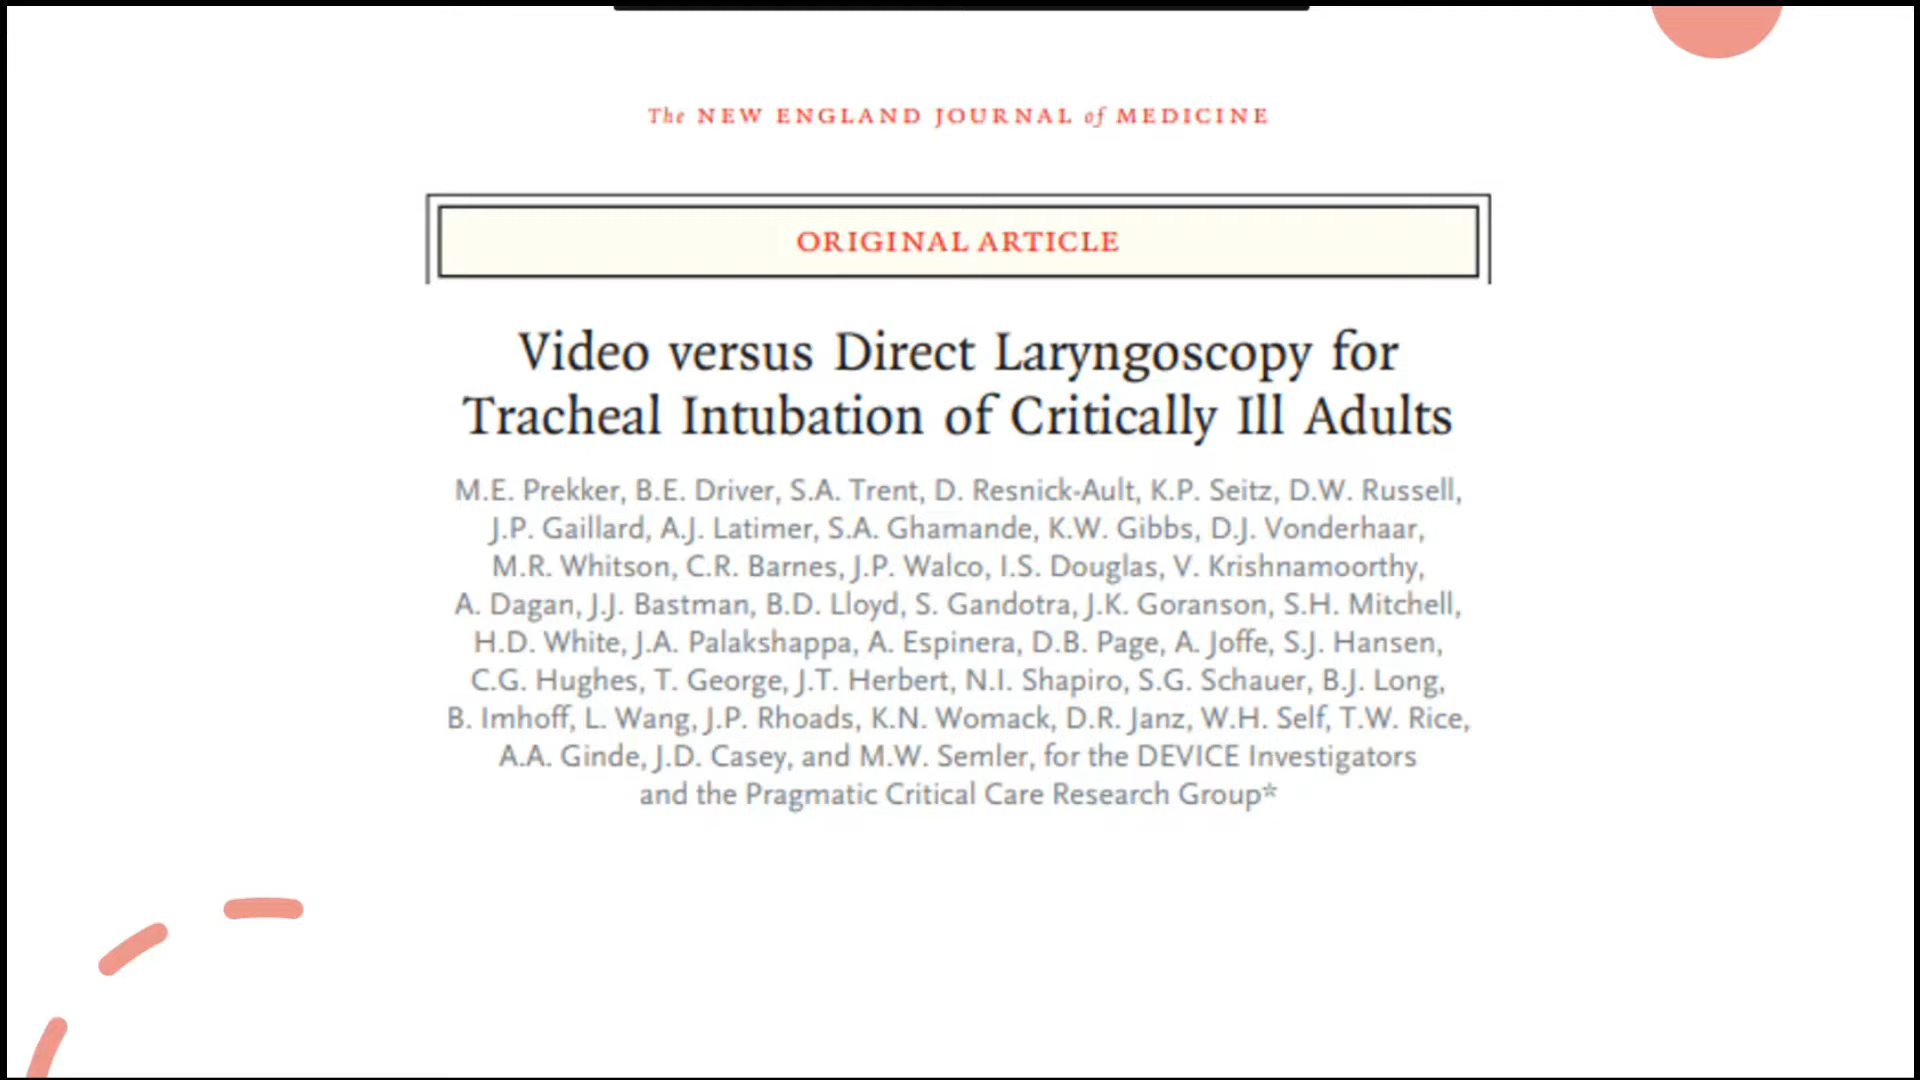 The NEW ENGLAND JOURNAL of MEDICINE
ORIGINAL ARTICLE
Video versus Direct Laryngoscopy for
Tracheal Intubation of Critically Ill Adults
M.E. Prekker, B.E. Driver, S.A. Trent, D. Resnick-Ault, K.P. Seitz, D.W. Russell,
J.P. Gaillard, A.J. Latimer, S.A. Ghamande, K.W. Gibbs, D.J. Vonderhaar,
M.R. Whitson, C.R. Barnes, J.P. Walco, I.S. Douglas, V. Krishnamoorthy,
A. Dagan, J.J. Bastman, B.D. Lloyd, S. Gandotra, J.K. Goranson, S.H. Mitchell,
H.D. White, J.A. Palakshappa, A. Espinera, D.B. Page, A. Joffe, S.J. Hansen,
C.G. Hughes, T. George, J.T. Herbert, N.I. Shapiro, S.G. Schauer, B.J. Long,
B. Imhoff, L. Wang, J.P. Rhoads, K.N. Womack, D.R. Janz, W.H. Self, T.W. Rice,
A.A. Ginde, J.D. Casey, and M.W. Semler, for the DEVICE Investigators
and the Pragmatic Critical Care Research Group*